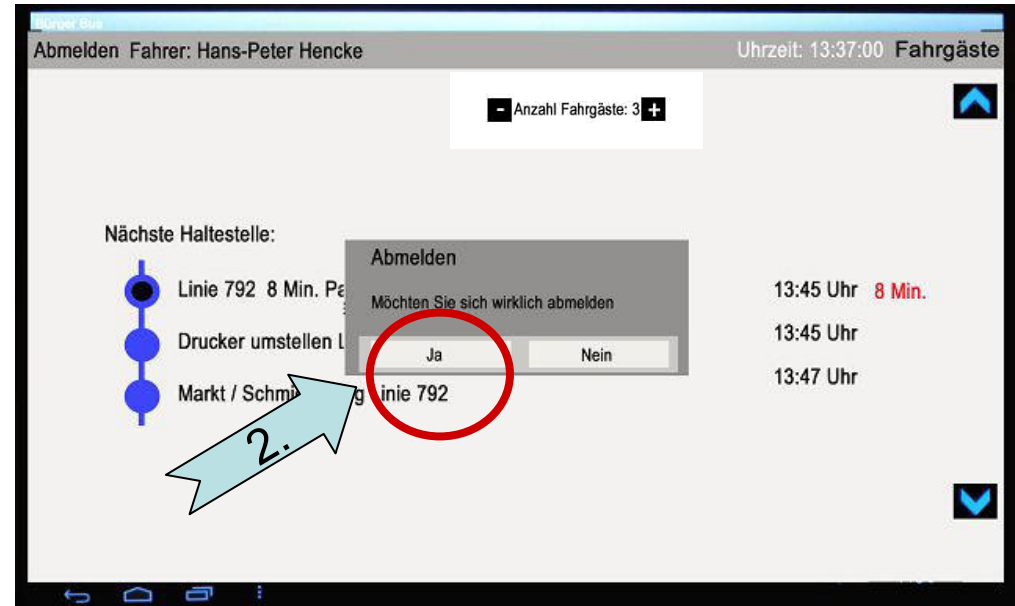 Bürger Bus
Abmelden Fahrer: Hans-Peter Hencke Uhrzeit: 13:37:00 Fahrgäste
- Anzahl Fahrgäste: 3 +
Nächste Haltestelle:
Linie 792 8 Min. Pa 13:45 Uhr 8 Min.
Drucker umstellen L 13:45 Uhr
Markt / Schmi g inie 792 13:47 Uhr
Abmelden
Möchten Sie sich wirklich abmelden
Ja Nein
2.